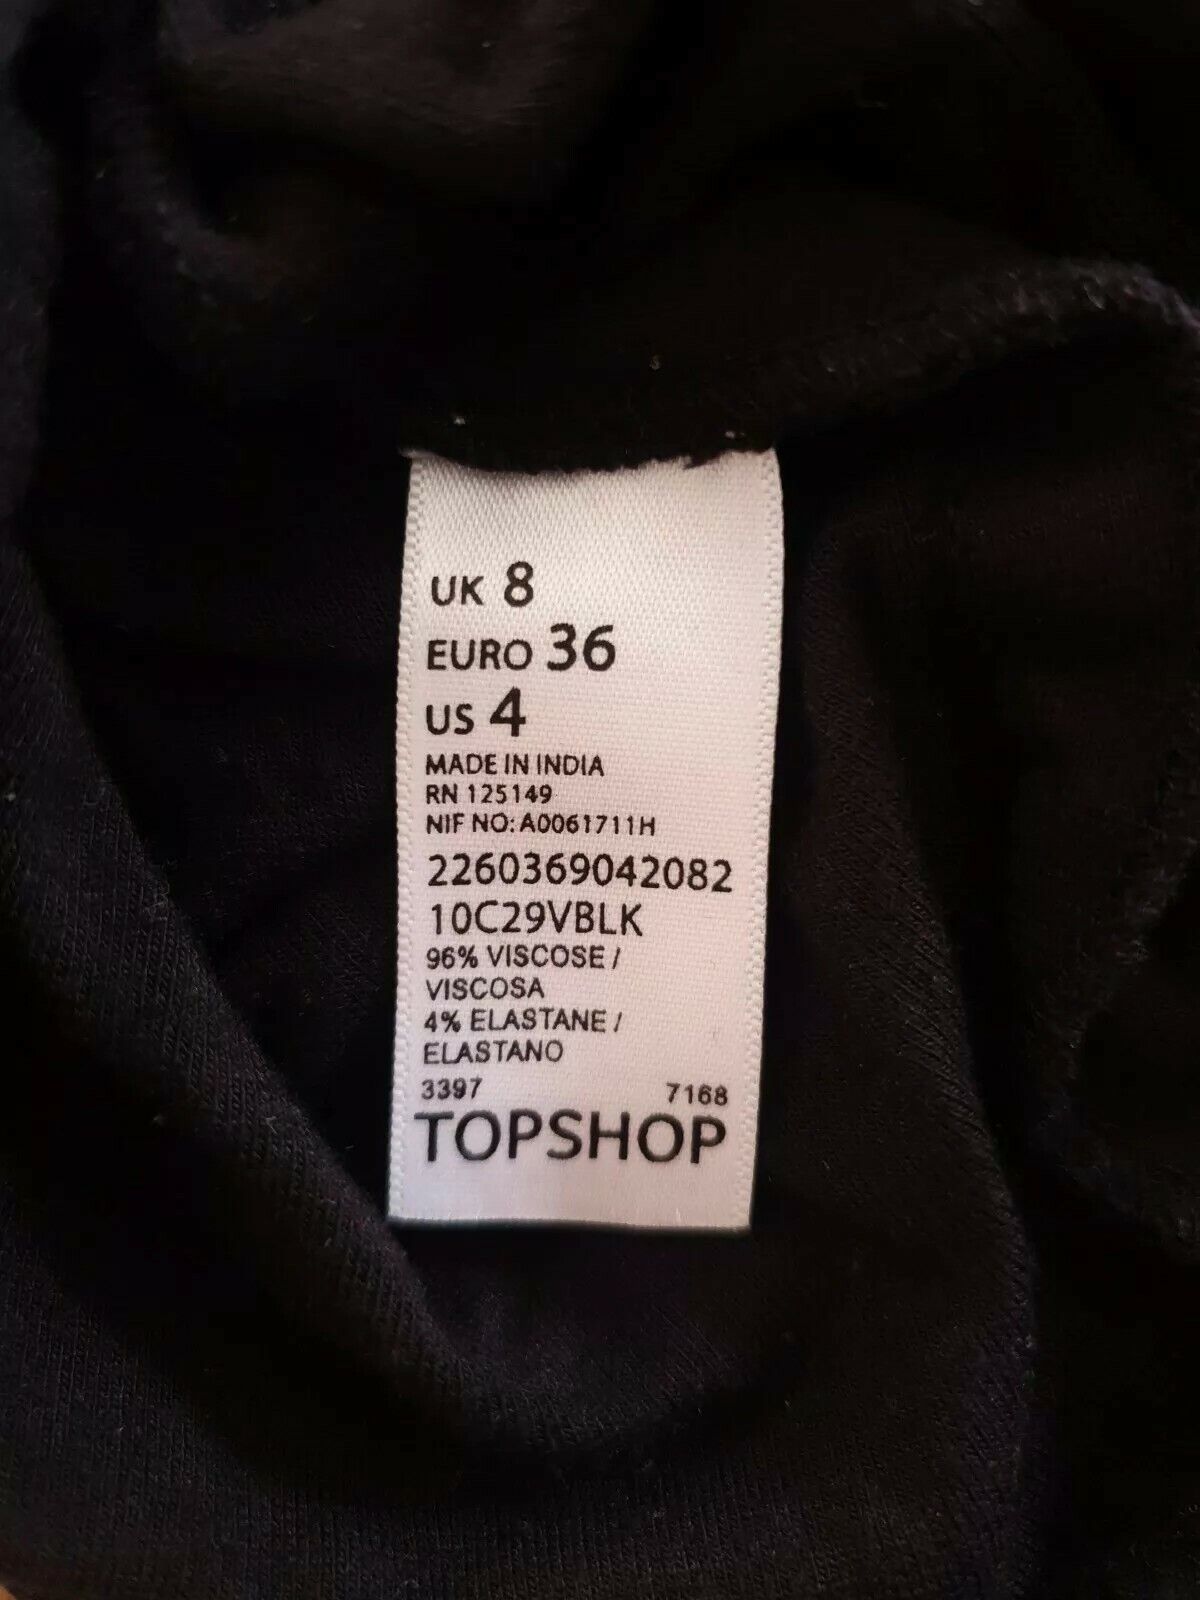 UK 8
EURO 36
US 4
MADE IN INDIA
RN 125149
NIF NO: A0061711H
2260369042082
10C29VBLK
96% VISCOSE /
VISCOSA
4% ELASTANE /
ELASTANO
3397 7168
TOPSHOP